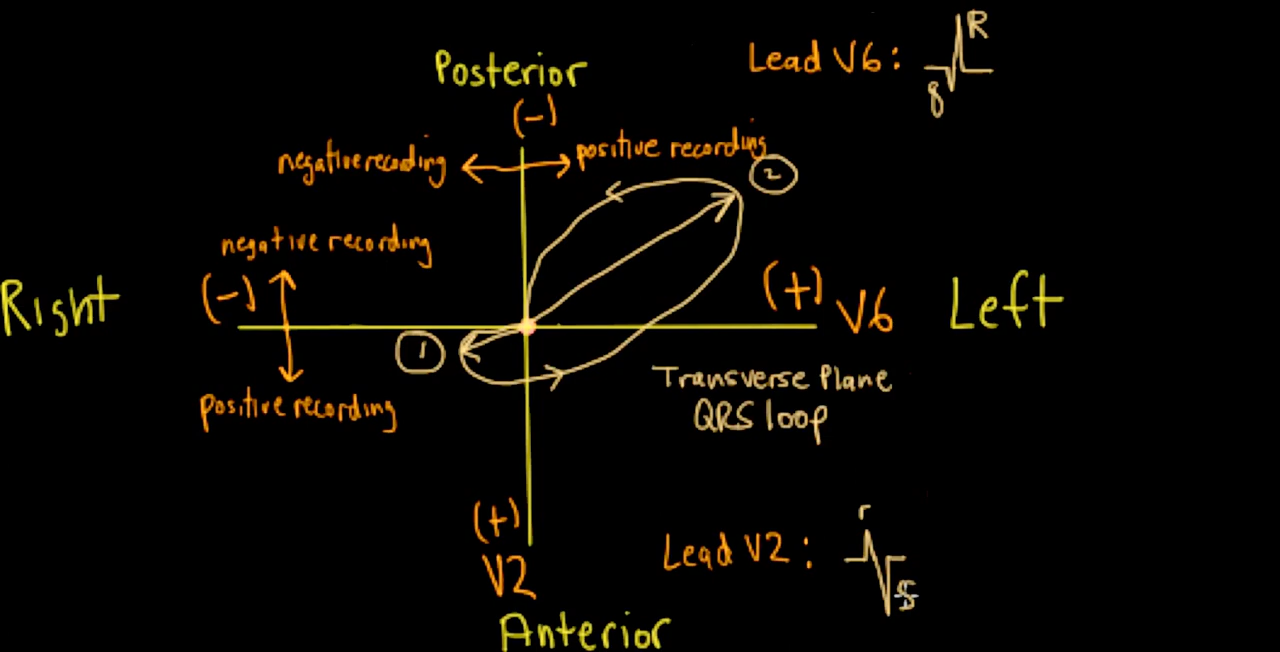 Posterior
(-)
Lead V6:
R
q
negative recording
positive recording
2
negative recording
Right
(-)
(+)
V6
Left
1
positive recording
Transverse Plane
QRS loop
(+)
V2
Lead V2:
r
Anterior